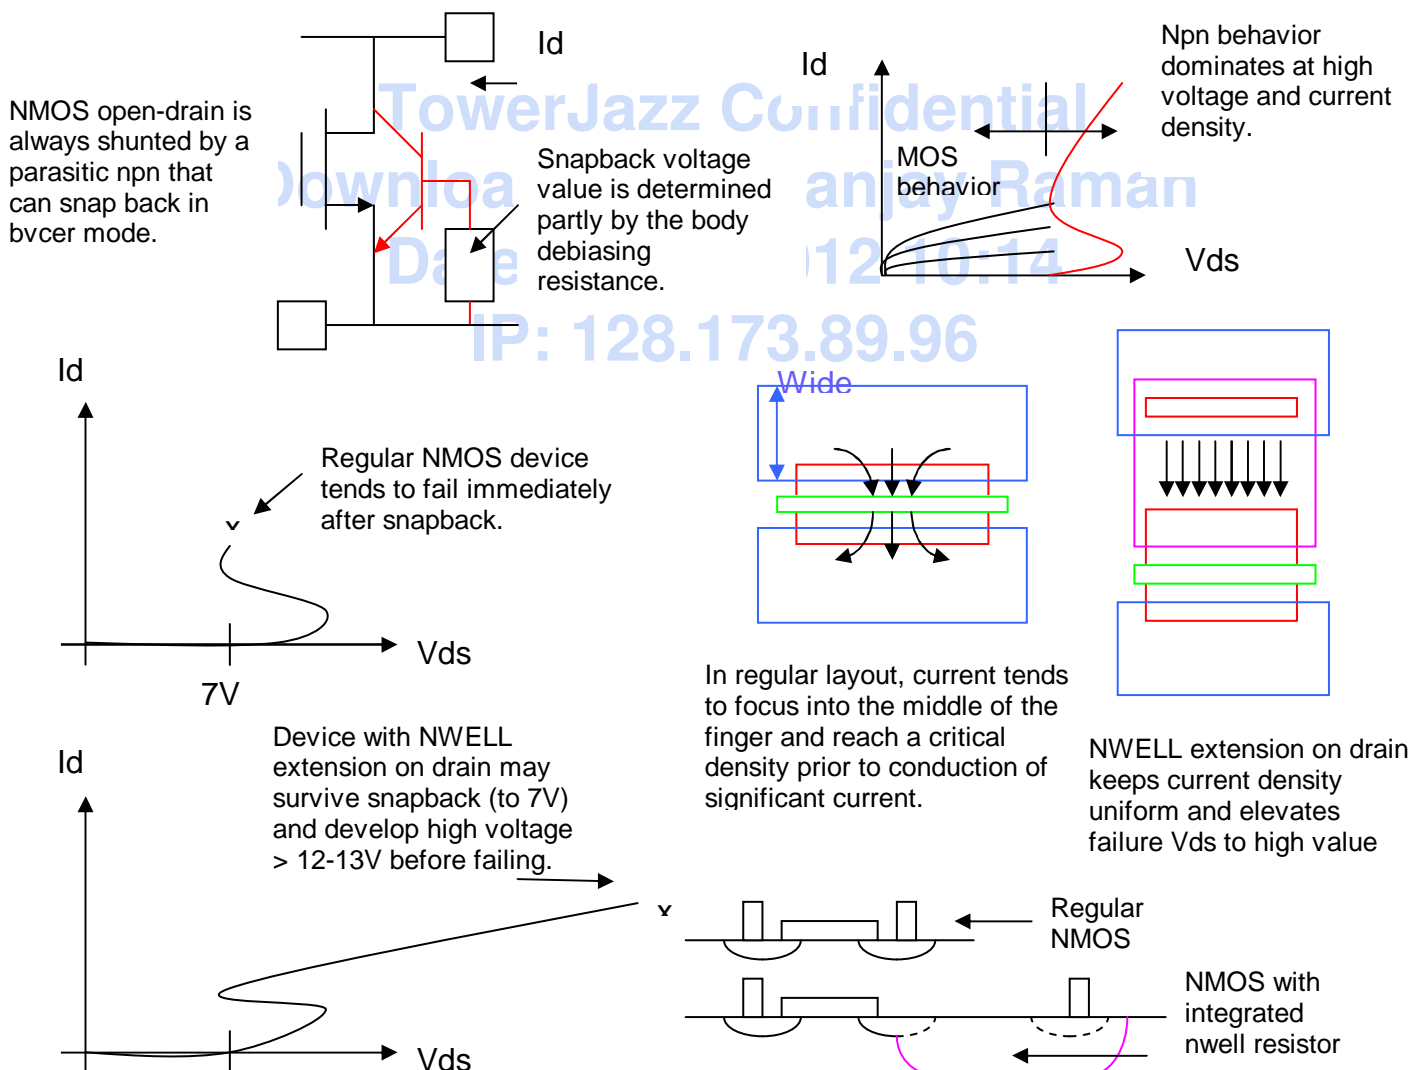 Id
NMOS open-drain is
always shunted by a
parasitic npn that
can snap back in
bvcer mode.
Snapback voltage
value is determined
partly by the body
debiasing
resistance.
Id
MOS
behavior
Vds
Npn behavior
dominates at high
voltage and current
density.
TowerJazz Confidential
IP: 128.173.89.96
Id
Regular NMOS device
tends to fail immediately
after snapback.
x
Vds
7V
Wide
In regular layout, current tends
to focus into the middle of the
finger and reach a critical
density prior to conduction of
significant current.
NWELL extension on drain
keeps current density
uniform and elevates
failure Vds to high value
Id
Device with NWELL
extension on drain may
survive snapback (to 7V)
and develop high voltage
> 12-13V before failing.
x
Vds
Regular
NMOS
NMOS with
integrated
nwell resistor